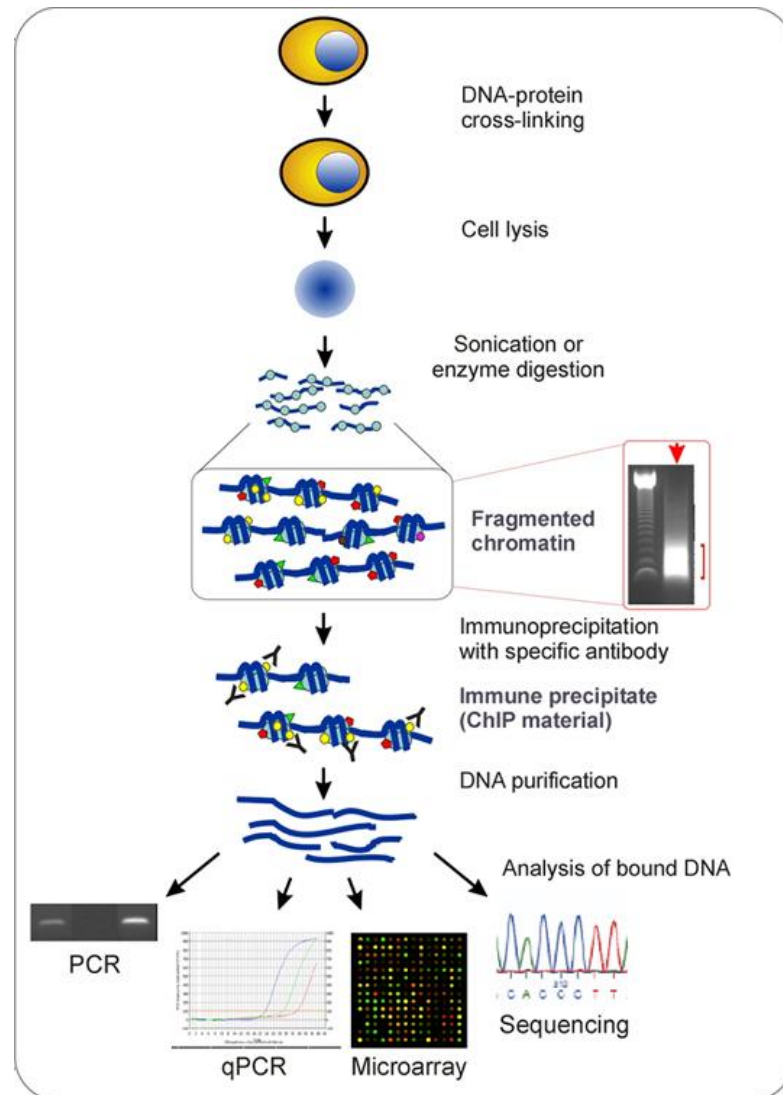 DNA-protein
cross-linking
Cell lysis
Sonication or
enzyme digestion
Fragmented
chromatin
Immunoprecipitation
with specific antibody
Immune precipitate
(ChIP material)
DNA purification
Analysis of bound DNA
PCR
qPCR
Microarray
C A C C C T T
Sequencing